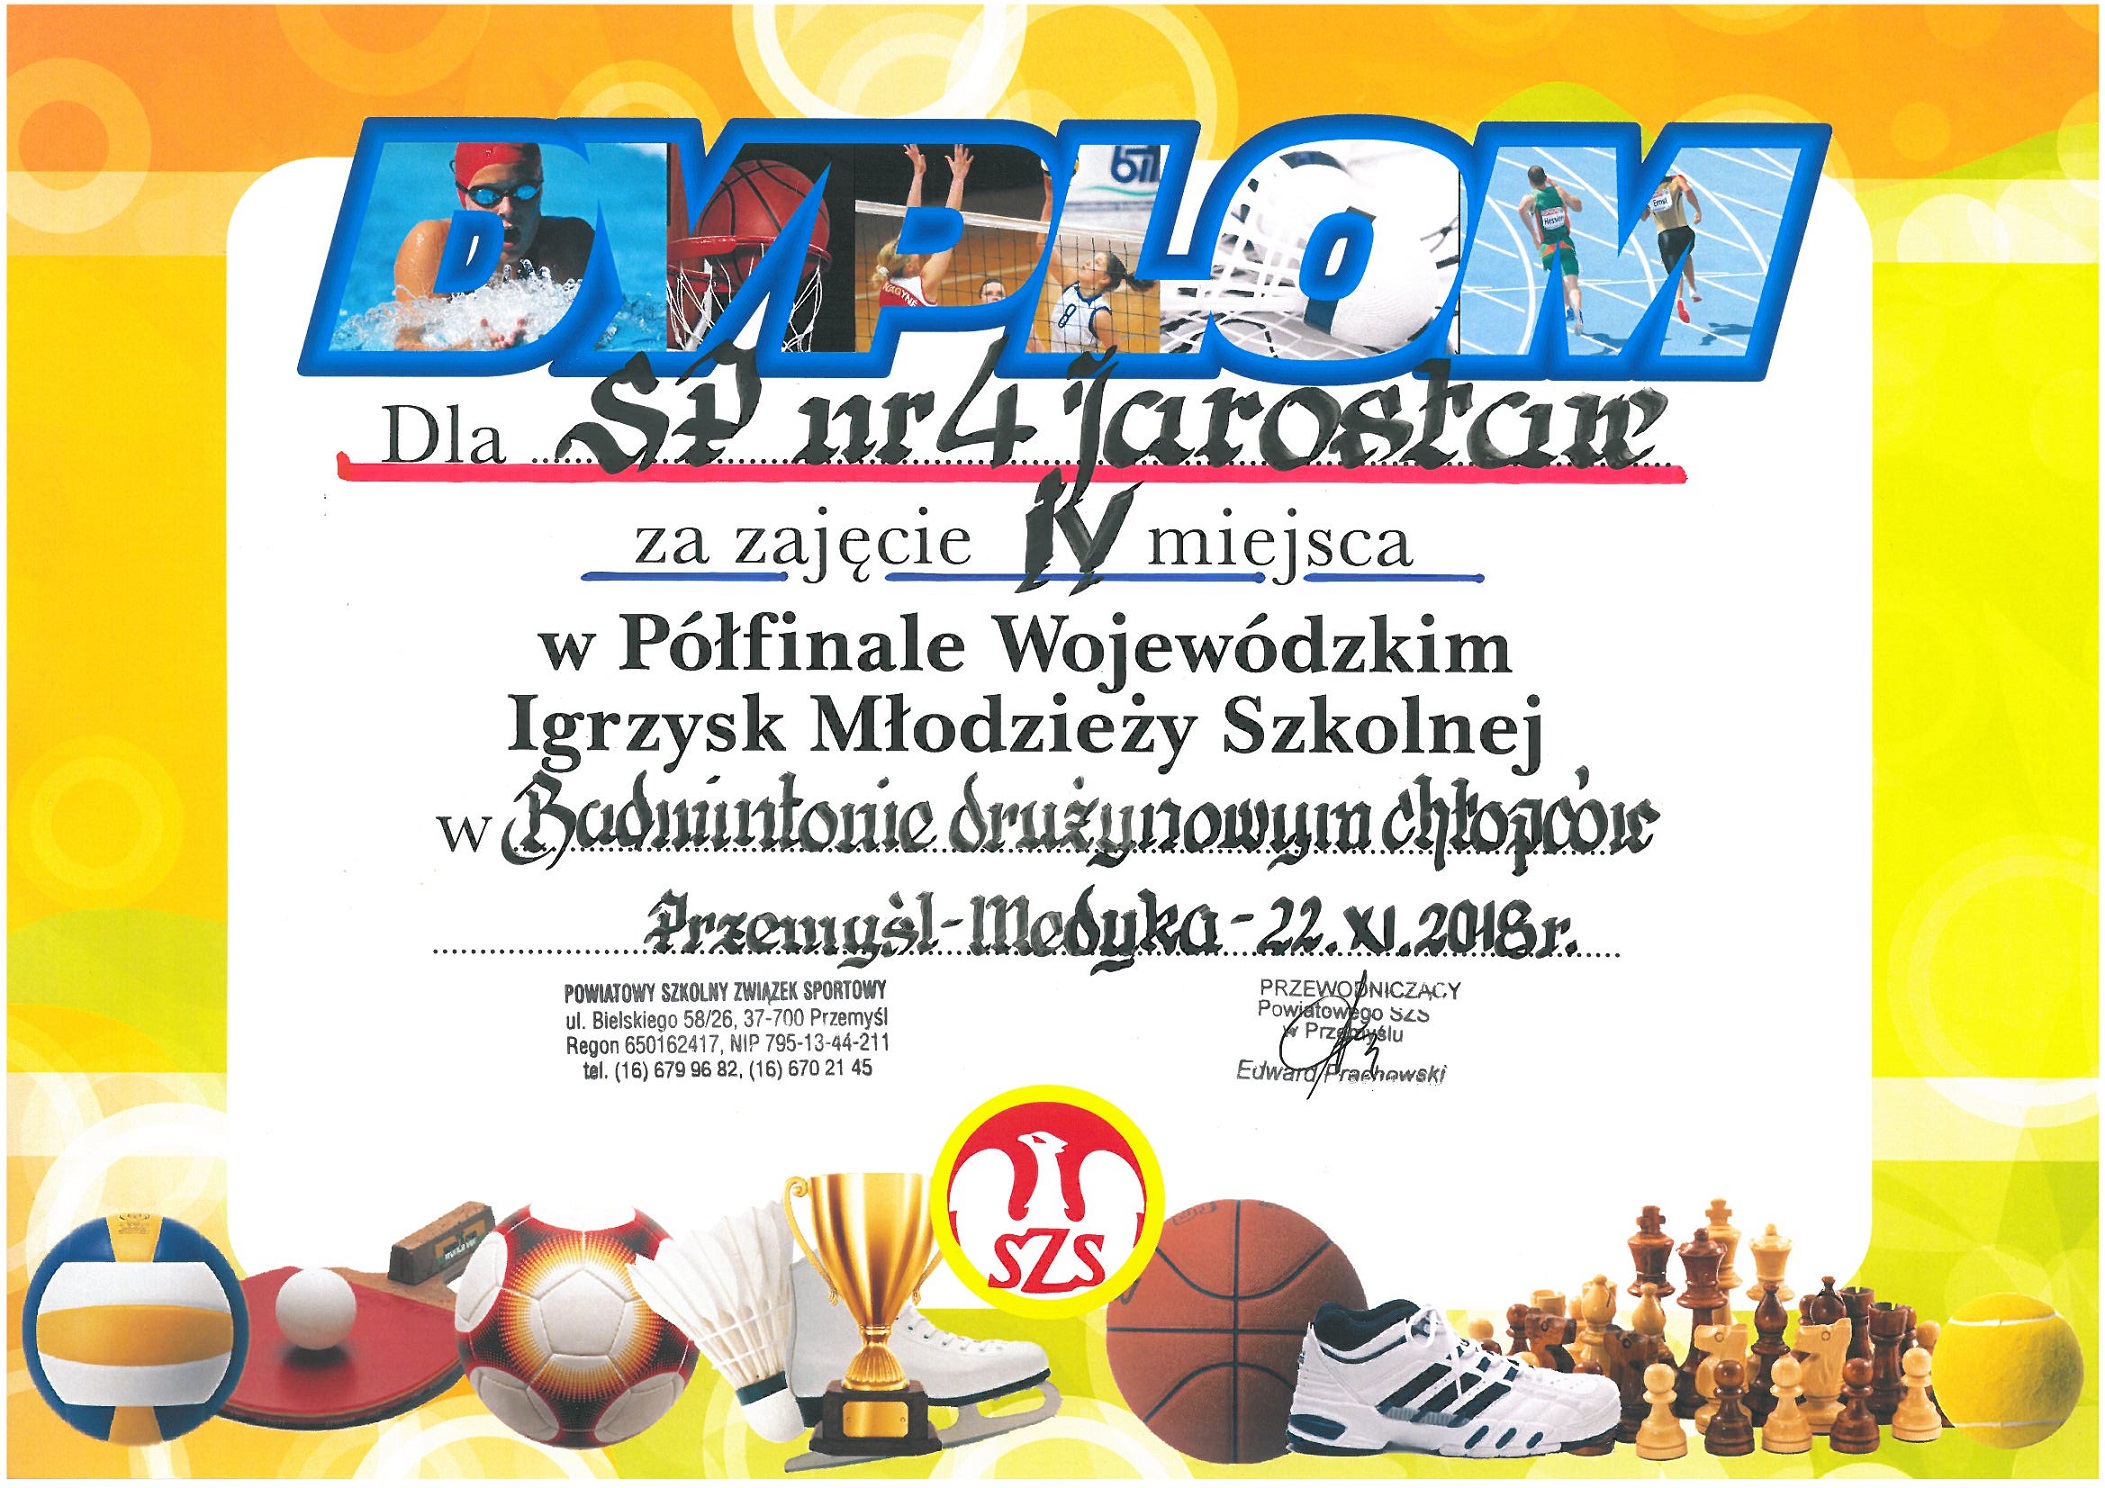 DYPLOM
Dla SP nr 4 Jarosław
za zajęcie IV miejsca
w Półfinale Wojewódzkim
Igrzysk Młodzieży Szkolnej
w Badmintonie drużynowym chłopców
Przemyśl-Medyka - 22.XI.2018r.
POWIATOWY SZKOLNY ZWIĄZEK SPORTOWY
ul. Bielskiego 58/26, 37-700 Przemyśl
Regon 650162417, NIP 795-13-44-211
tel. (16) 679 96 82, (16) 670 21 45
PRZEWODNICZĄCY
Powiatowego SZS
w Przemyślu
Edward Prachowski
SZS